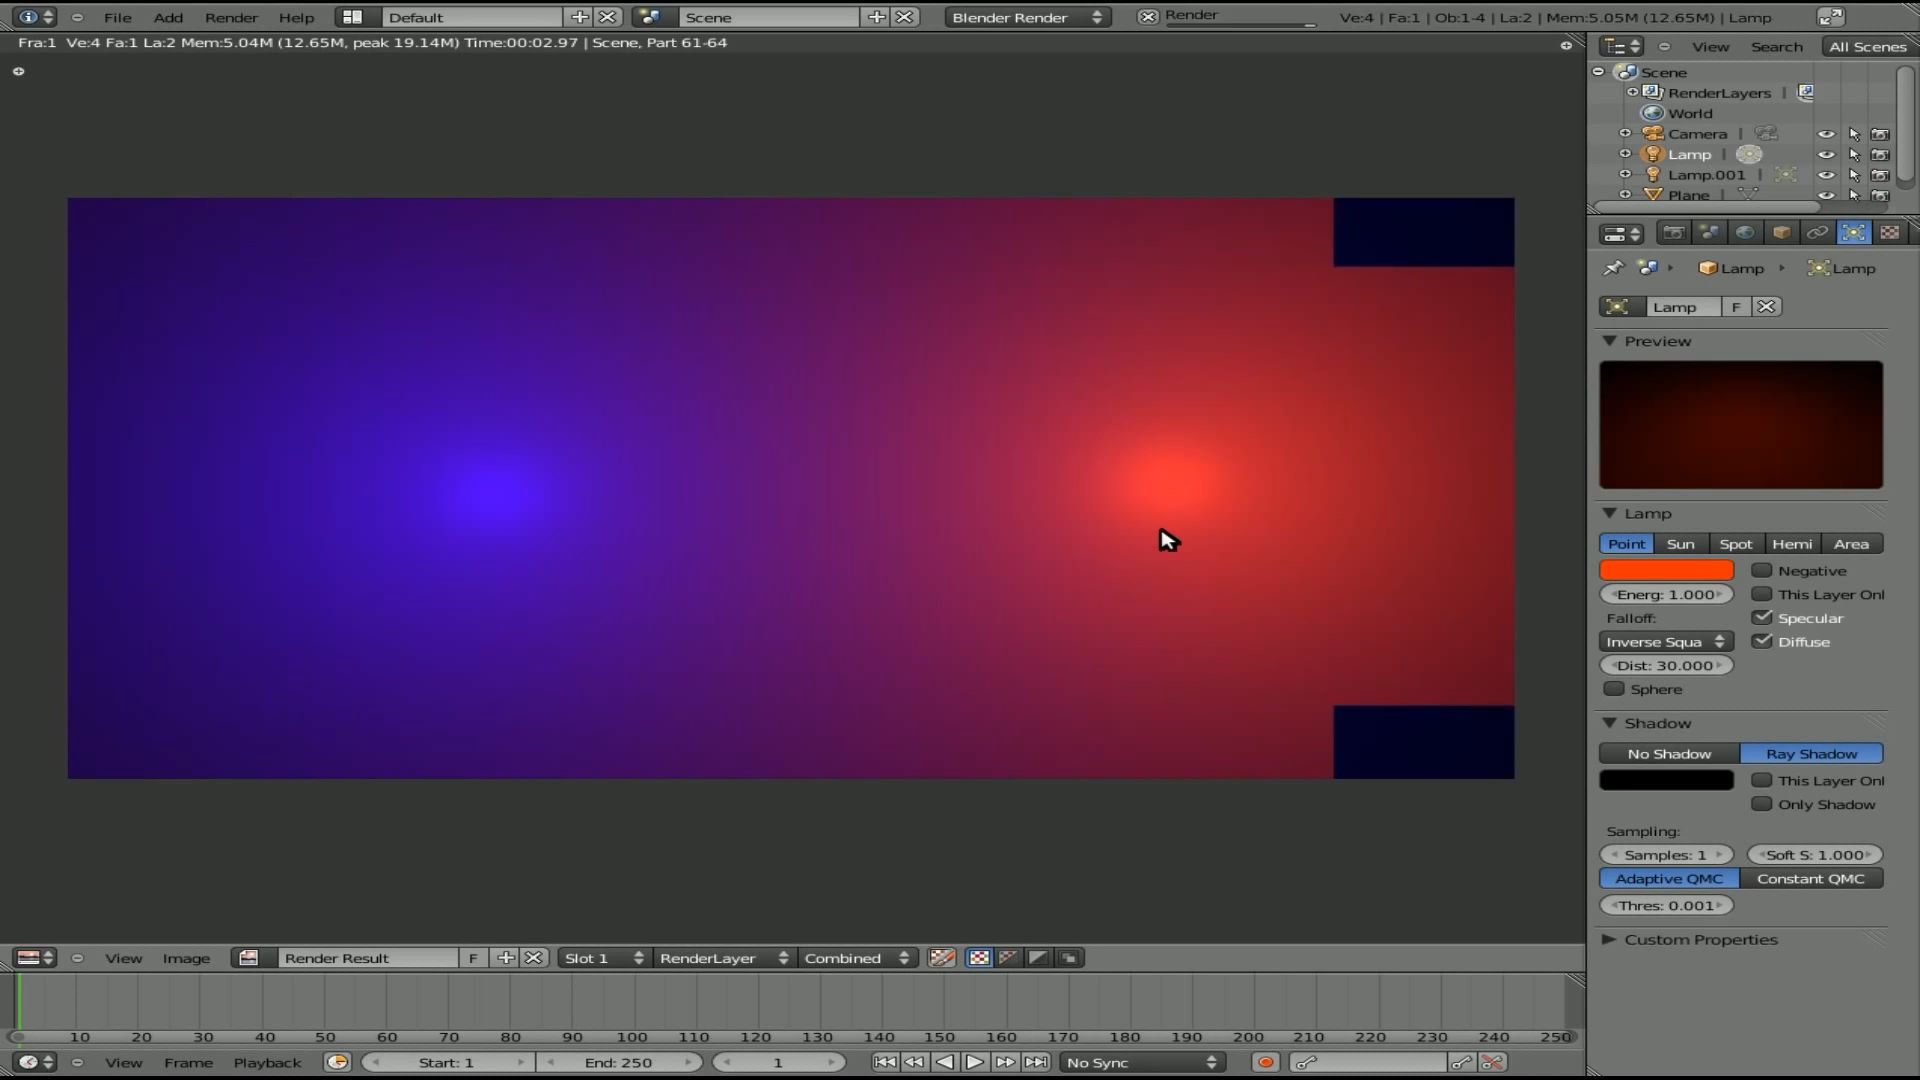 File Add Render Help Default Scene Blender Render Render Ve:4 | Fa:1 | Ob:1-4 | La:2 | Mem:5.05M (12.65M) | Lamp
Fra:1 Ve:4 Fa:1 La:2 Mem:5.04M (12.65M, peak 19.14M) Time:00:02.97 | Scene, Part 61-64
View Search All Scenes
Scene
RenderLayers |
World
Camera |
Lamp |
Lamp.001 |
Plane |
Lamp Lamp
Lamp F
Preview
Lamp
Point Sun Spot Hemi Area
Negative
Energ: 1.000 This Layer Onl
Falloff: Specular
Inverse Squa Diffuse
Dist: 30.000
Sphere
Shadow
No Shadow Ray Shadow
This Layer Onl
Only Shadow
Sampling:
Samples: 1 Soft S: 1.000
Adaptive QMC Constant QMC
Thres: 0.001
Custom Properties
View Image Render Result F Slot 1 RenderLayer Combined
10 20 30 40 50 60 70 80 90 100 110 120 130 140 150 160 170 180 190 200 210 220 230 240 250
View Frame Playback Start: 1 End: 250 1 No Sync